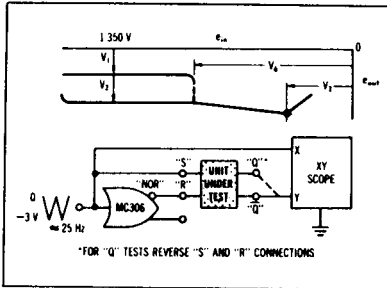 1 350 V
e_in
0
V1
V2
V6
V3
e_out
"S"
"Q"*
X
"NOR"
"R"
UNIT
UNDER
TEST
XY
SCOPE
0
-3 V
≈ 25 Hz
MC306
"Q̅"
Y
*FOR "Q" TESTS REVERSE "S" AND "R" CONNECTIONS